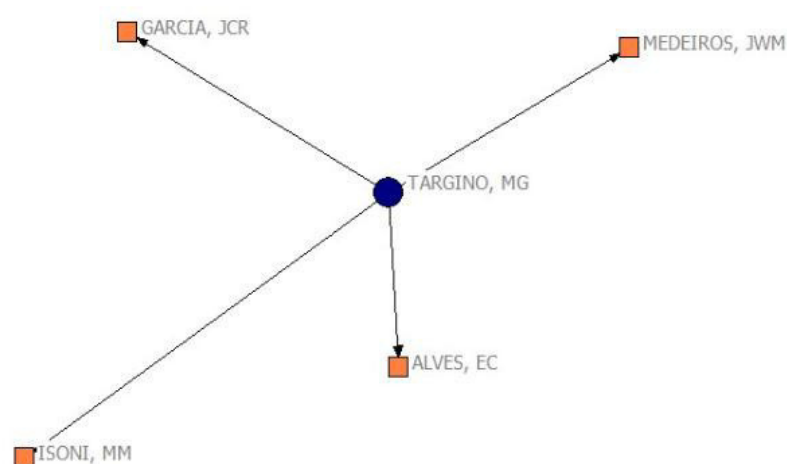 GARCIA, JCR
MEDEIROS, JWM
TARGINO, MG
ALVES, EC
ISONI, MM